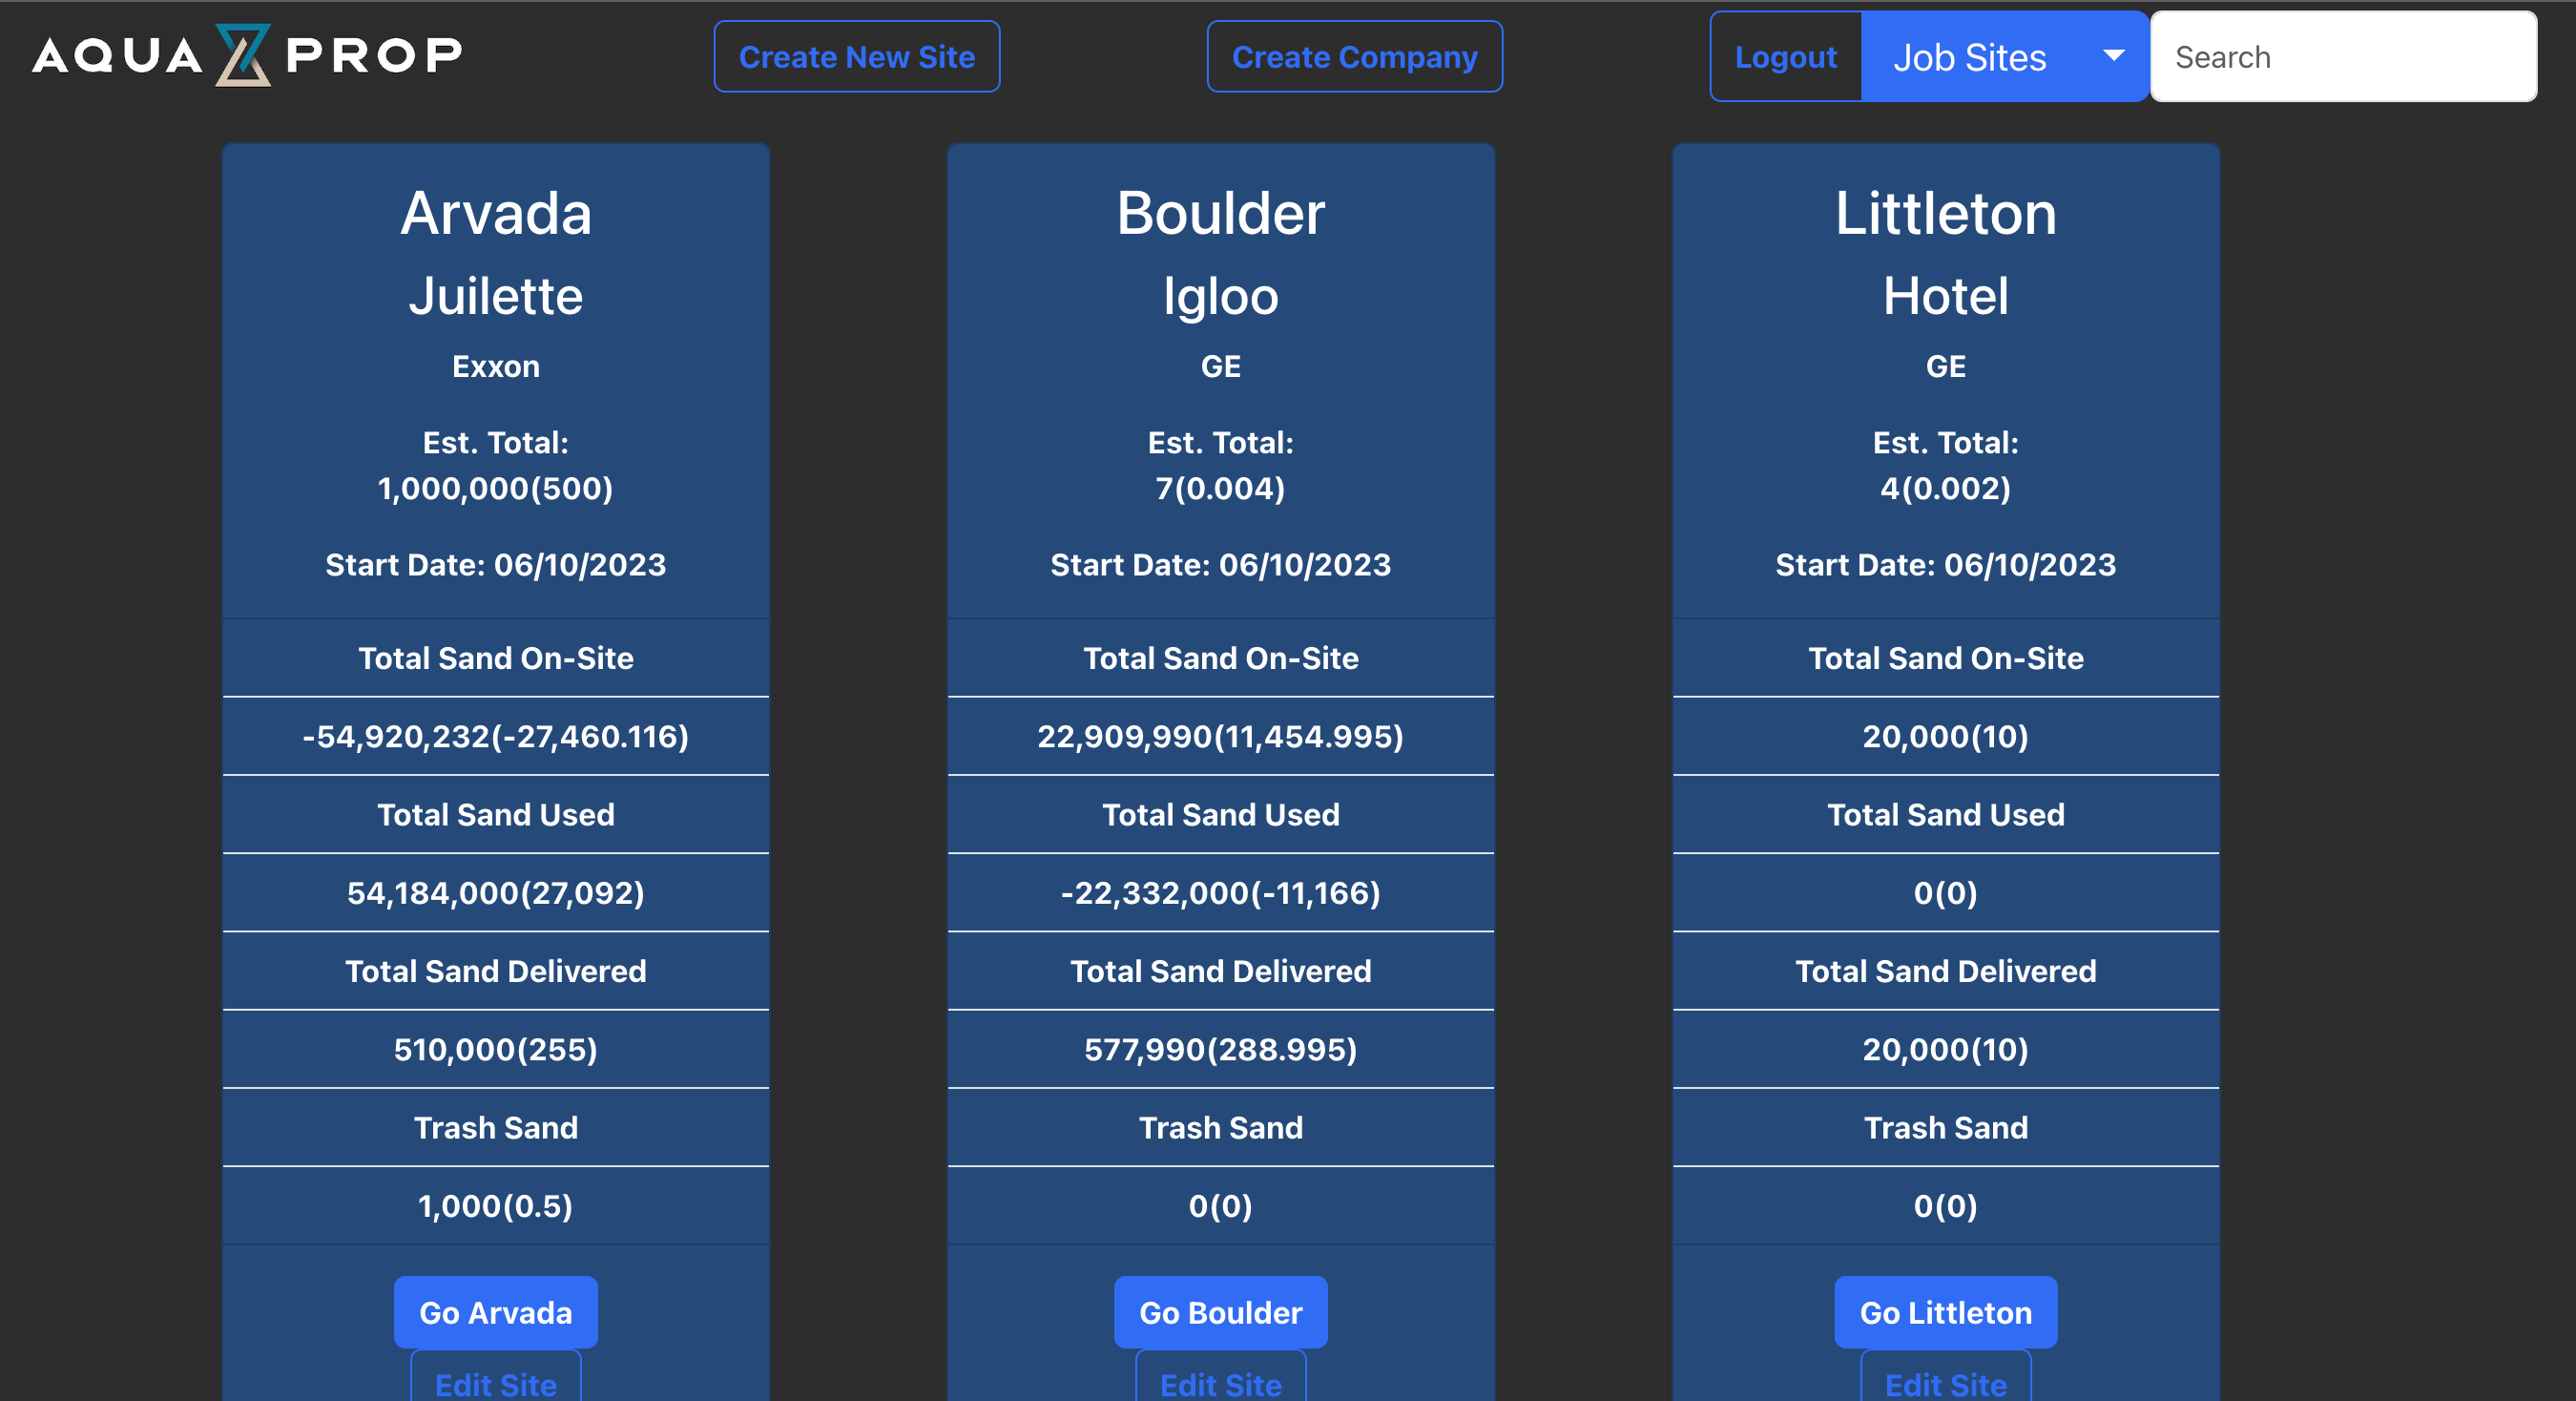 AQUA PROP
Create New Site
Create Company
Logout
Job Sites
Search
Arvada
Juilette
Exxon
Est. Total:
1,000,000(500)
Start Date: 06/10/2023
Total Sand On-Site
-54,920,232(-27,460.116)
Total Sand Used
54,184,000(27,092)
Total Sand Delivered
510,000(255)
Trash Sand
1,000(0.5)
Go Arvada
Edit Site
Boulder
Igloo
GE
Est. Total:
7(0.004)
Start Date: 06/10/2023
Total Sand On-Site
22,909,990(11,454.995)
Total Sand Used
-22,332,000(-11,166)
Total Sand Delivered
577,990(288.995)
Trash Sand
0(0)
Go Boulder
Edit Site
Littleton
Hotel
GE
Est. Total:
4(0.002)
Start Date: 06/10/2023
Total Sand On-Site
20,000(10)
Total Sand Used
0(0)
Total Sand Delivered
20,000(10)
Trash Sand
0(0)
Go Littleton
Edit Site